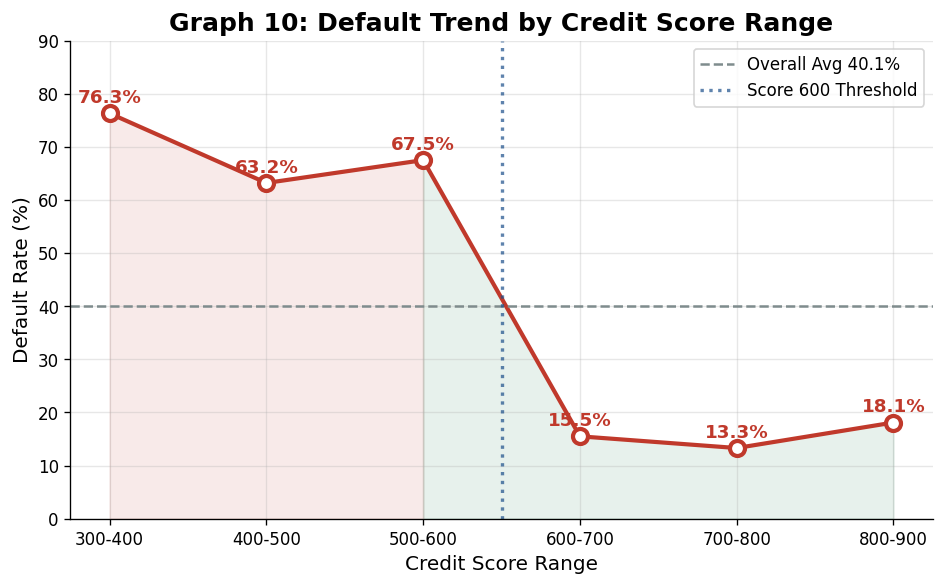 Graph 10: Default Trend by Credit Score Range
Overall Avg 40.1%
Score 600 Threshold
Default Rate (%)
90
80
70
60
50
40
30
20
10
0
76.3%
63.2%
67.5%
15.5%
13.3%
18.1%
300-400 400-500 500-600 600-700 700-800 800-900
Credit Score Range